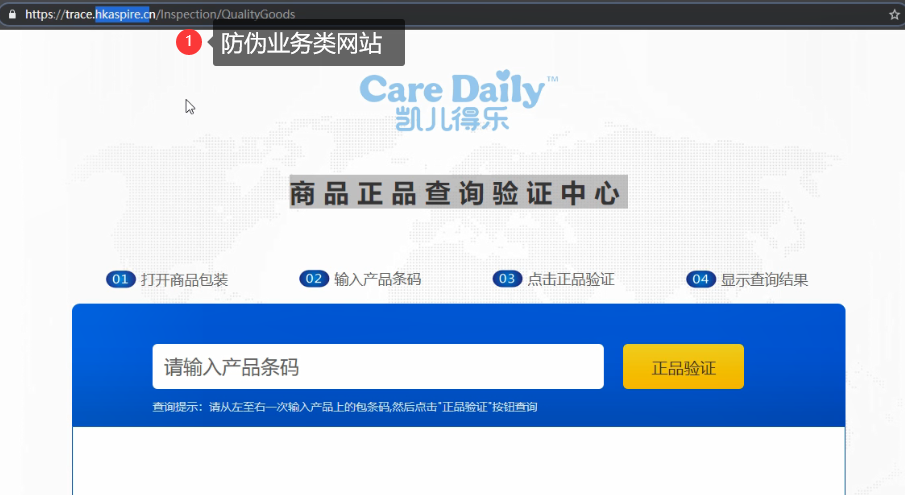 https://trace.hkaspire.cn/Inspection/QualityGoods
1 防伪业务类网站
Care Daily™
凯儿得乐
商品正品查询验证中心
01 打开商品包装 02 输入产品条码 03 点击正品验证 04 显示查询结果
请输入产品条码 正品验证
查询提示：请从左至右一次输入产品上的包条码,然后点击"正品验证"按钮查询